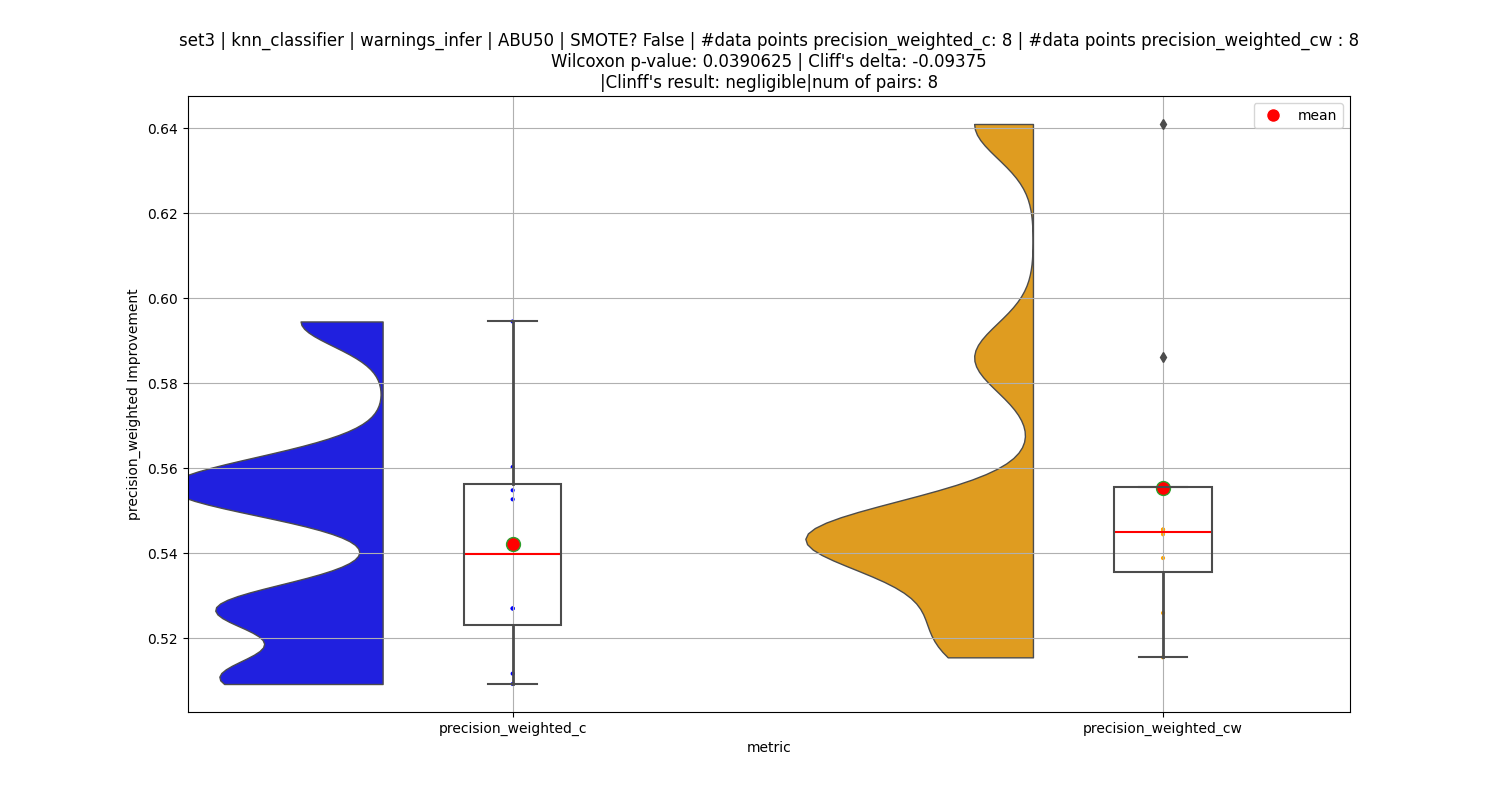 set3 | knn_classifier | warnings_infer | ABU50 | SMOTE? False | #data points precision_weighted_c: 8 | #data points precision_weighted_cw : 8
Wilcoxon p-value: 0.0390625 | Cliff's delta: -0.09375
|Clinff's result: negligible|num of pairs: 8
mean
0.64
0.62
0.60
0.58
0.56
0.54
0.52
precision_weighted Improvement
precision_weighted_c
precision_weighted_cw
metric